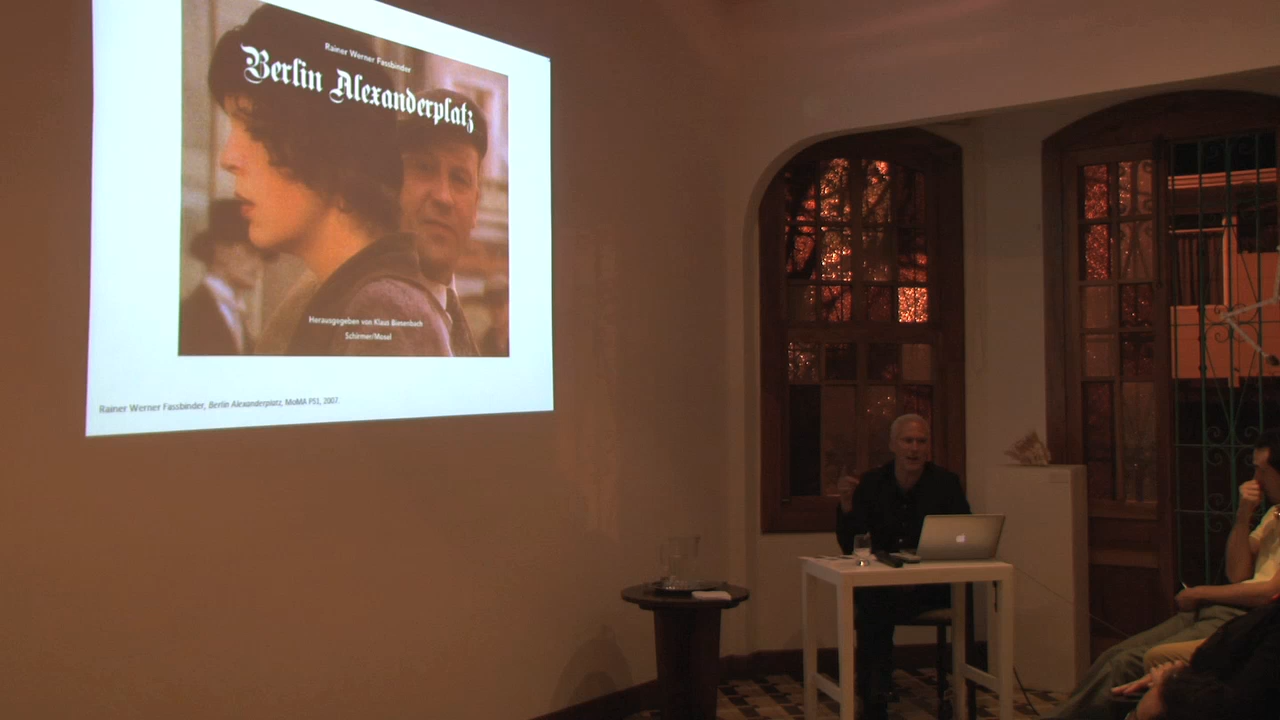 Rainer Werner Fassbinder
Berlin Alexanderplatz
Herausgegeben von Klaus Biesenbach
Schirmer/Mosel
Rainer Werner Fassbinder, Berlin Alexanderplatz, MoMA PS1, 2007.